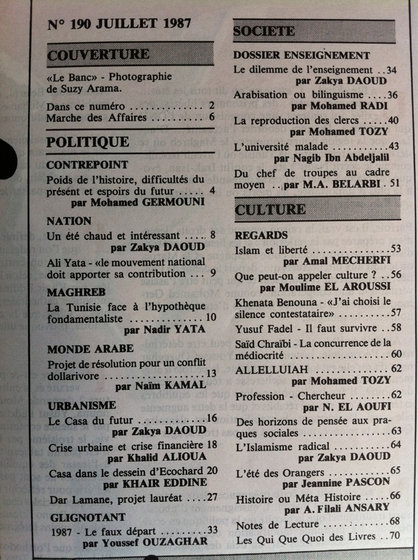 N° 190 JUILLET 1987
COUVERTURE
«Le Banc» - Photographie
de Suzy Arama.
Dans ce numéro ............ 2
Marche des Affaires ......... 6
POLITIQUE
CONTREPOINT
Poids de l'histoire, difficultés du
présent et espoirs du futur ..... 4
par Mohamed GERMOUNI
NATION
Un été chaud et intéressant .... 8
par Zakya DAOUD
Ali Yata - «le mouvement national
doit apporter sa contribution ... 9
MAGHREB
La Tunisie face à l'hypothèque
fondamentaliste ............... 10
par Nadir YATA
MONDE ARABE
Projet de résolution pour un conflit
dollarivore .................. 13
par Naïm KAMAL
URBANISME
Le Casa du futur ............. 16
par Zakya DAOUD
Crise urbaine et crise financière 18
par Khalid ALIOUA
Casa dans le dessein d'Ecochard 20
par KHAIR EDDINE
Dar Lamane, projet lauréat .... 27
GLIGNOTANT
1987 - Le faux départ ........ 33
par Youssef OUZAGHAR
SOCIETE
DOSSIER ENSEIGNEMENT
Le dilemme de l'enseignement .. 34
par Zakya DAOUD
Arabisation ou bilinguisme .... 36
par Mohamed RADI
La reproduction des clercs .... 40
par Mohamed TOZY
L'université malade ........... 43
par Nagib Ibn Abdeljalil
Du chef de troupes au cadre
moyen ..par M.A. BELARBI . 51
CULTURE
REGARDS
Islam et liberté ............... 53
par Amal MECHERFI
Que peut-on appeler culture ? .. 56
par Moulime EL AROUSSI
Khenata Benouna - «J'ai choisi le
silence contestataire» .......... 57
Yusuf Fadel - Il faut survivre .. 58
Saïd Chraïbi - La concurrence de la
médiocrité .................... 60
ALLELLUIAH ............... 62
par Mohamed TOZY
Profession - Chercheur ........ 62
par N. EL AOUFI
Des horizons de pensée aux pra-
ques sociales .................. 63
L'Islamisme radical ........... 64
par Zakya DAOUD
L'été des Orangers ............ 65
par Jeannine PASCON
Histoire ou Méta Histoire ...... 66
par A. Filali ANSARY
Notes de Lecture .............. 68
Les Qui Que Quoi des Livres .. 70